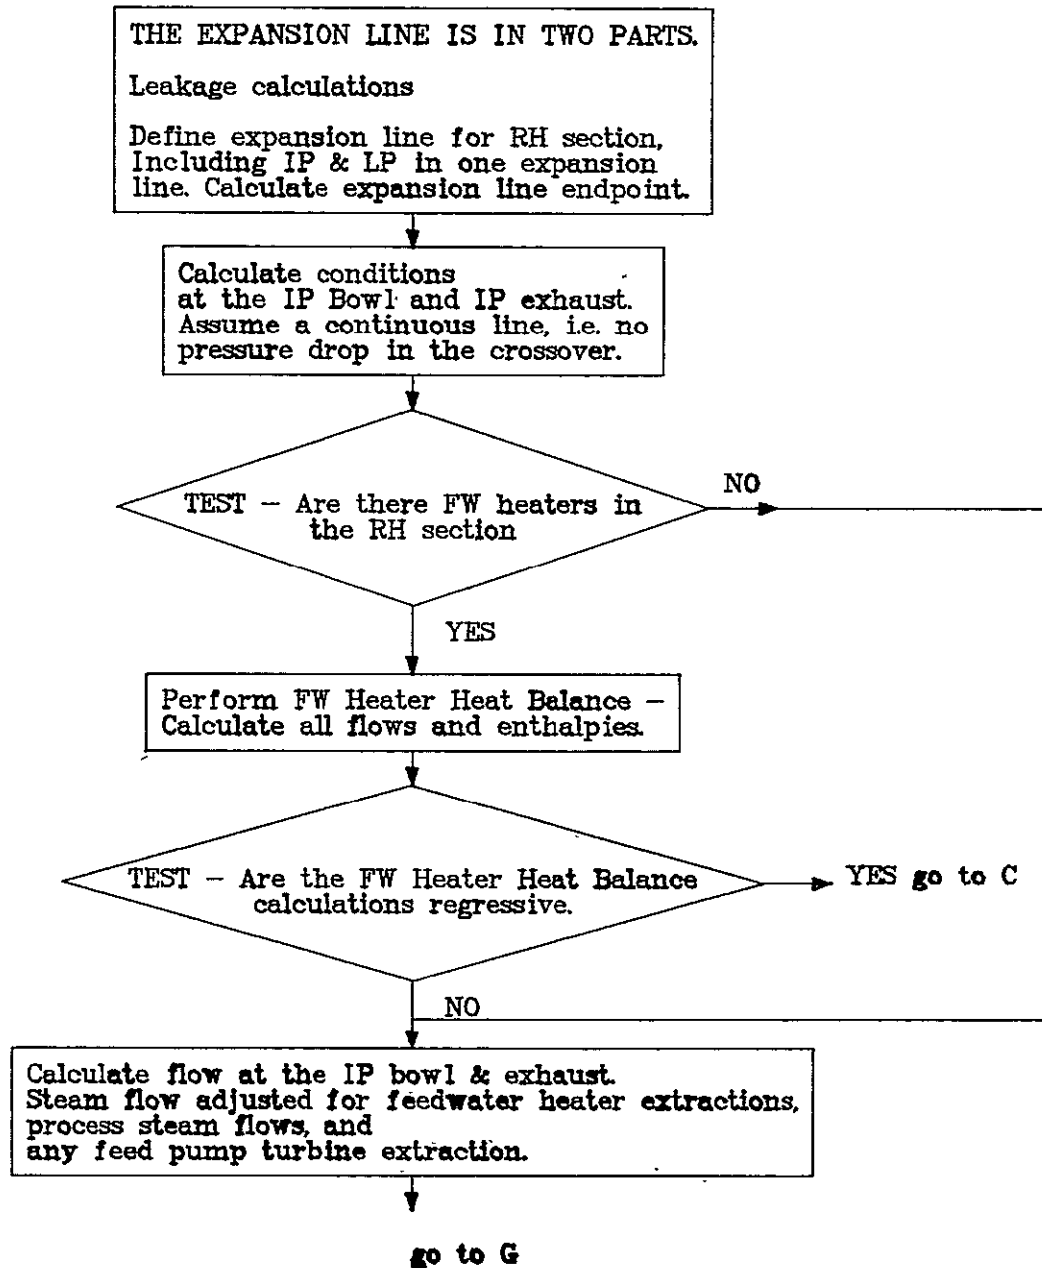 THE EXPANSION LINE IS IN TWO PARTS.
Leakage calculations
Define expansion line for RH section,
Including IP & LP in one expansion
line. Calculate expansion line endpoint.
Calculate conditions
at the IP Bowl and IP exhaust.
Assume a continuous line, i.e. no
pressure drop in the crossover.
TEST — Are there FW heaters in
the RH section
NO
YES
Perform FW Heater Heat Balance —
Calculate all flows and enthalpies.
TEST — Are the FW Heater Heat Balance
calculations regressive.
YES go to C
NO
Calculate flow at the IP bowl & exhaust.
Steam flow adjusted for feedwater heater extractions,
process steam flows, and
any feed pump turbine extraction.
go to G